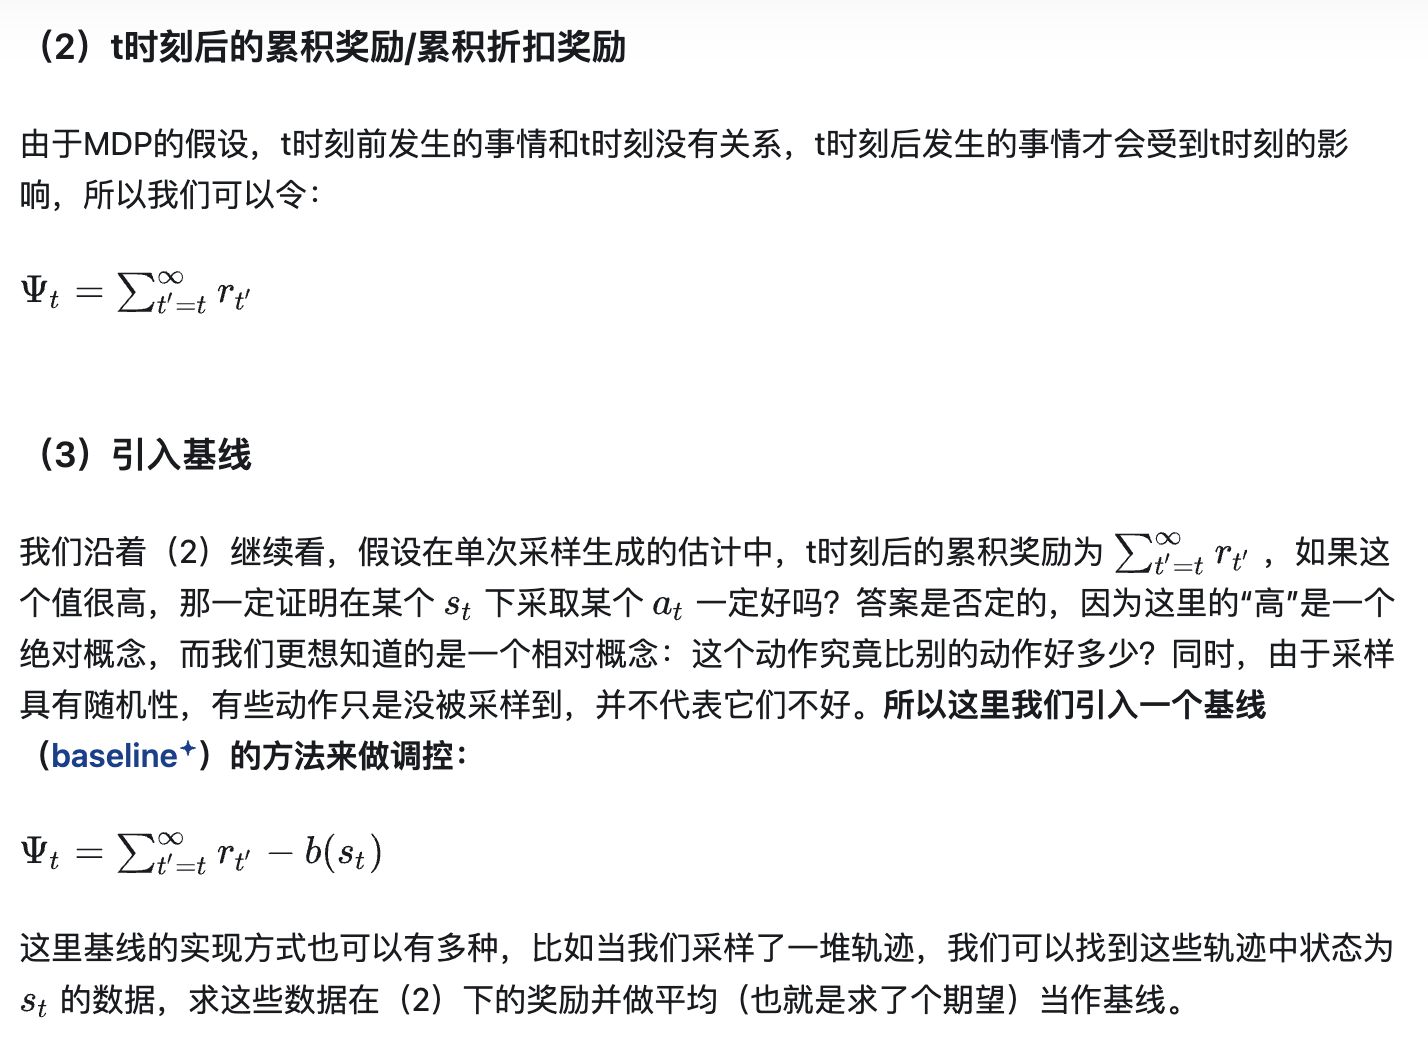 （2）t时刻后的累积奖励/累积折扣奖励
由于MDP的假设，t时刻前发生的事情和t时刻没有关系，t时刻后发生的事情才会受到t时刻的影
响，所以我们可以令：
Ψ_t = ∑_{t'=t}^{∞} r_{t'}
（3）引入基线
我们沿着（2）继续看，假设在单次采样生成的估计中，t时刻后的累积奖励为 ∑_{t'=t}^{∞} r_{t'} ，如果这
个值很高，那一定证明在某个 s_t 下采取某个 a_t 一定好吗？答案是否定的，因为这里的“高”是一个
绝对概念，而我们更想知道的是一个相对概念：这个动作究竟比别的动作好多少？同时，由于采样
具有随机性，有些动作只是没被采样到，并不代表它们不好。所以这里我们引入一个基线
（baseline）的方法来做调控：
Ψ_t = ∑_{t'=t}^{∞} r_{t'} − b(s_t)
这里基线的实现方式也可以有多种，比如当我们采样了一堆轨迹，我们可以找到这些轨迹中状态为
s_t 的数据，求这些数据在（2）下的奖励并做平均（也就是求了个期望）当作基线。